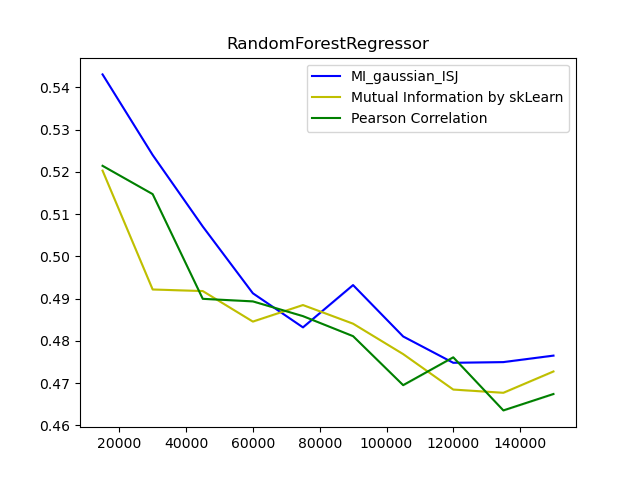 RandomForestRegressor
MI_gaussian_ISJ
Mutual Information by skLearn
Pearson Correlation
0.54
0.53
0.52
0.51
0.50
0.49
0.48
0.47
0.46
20000 40000 60000 80000 100000 120000 140000